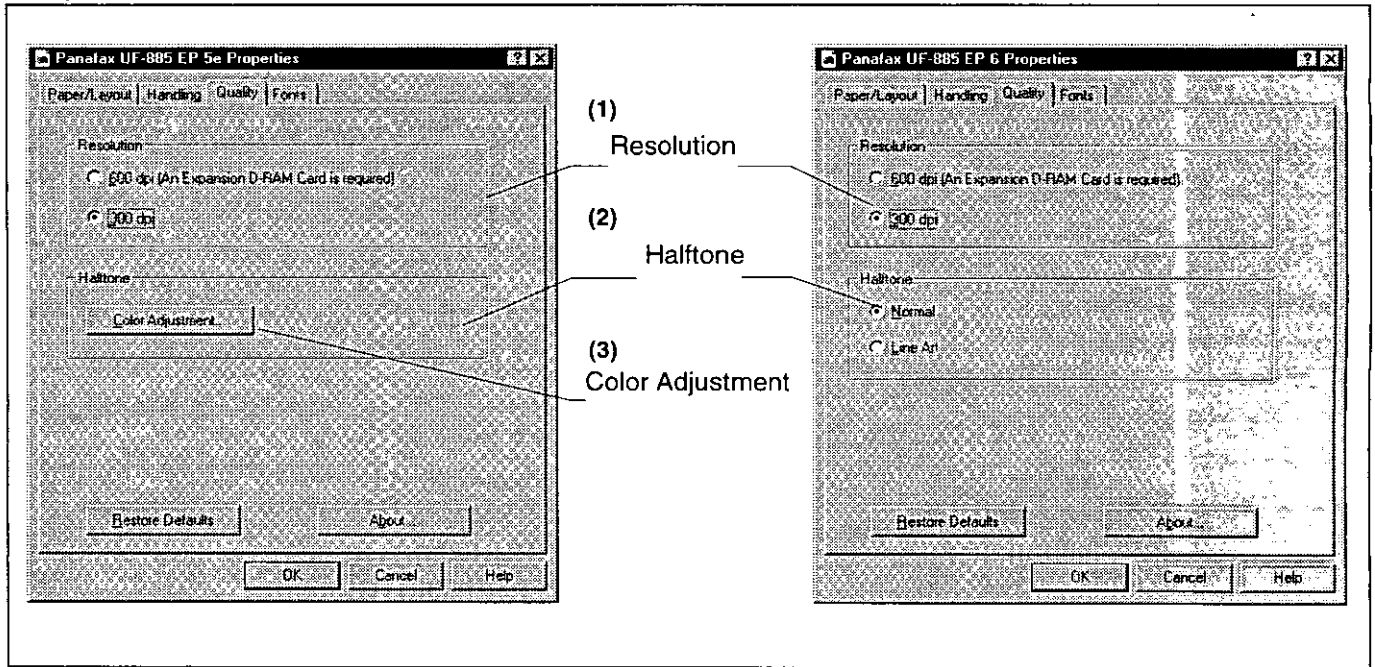 Panafax UF-885 EP 5e Properties
Paper/Layout Handling Quality Fonts
Resolution
600 dpi (An Expansion D-RAM Card is required)
300 dpi
Halftone
Color Adjustment...
Restore Defaults About...
OK Cancel Help
(1)
Resolution
(2)
Halftone
(3)
Color Adjustment
Panafax UF-885 EP 6 Properties
Paper/Layout Handling Quality Fonts
Resolution
600 dpi (An Expansion D-RAM Card is required)
300 dpi
Halftone
Normal
Line Art
Restore Defaults About...
OK Cancel Help